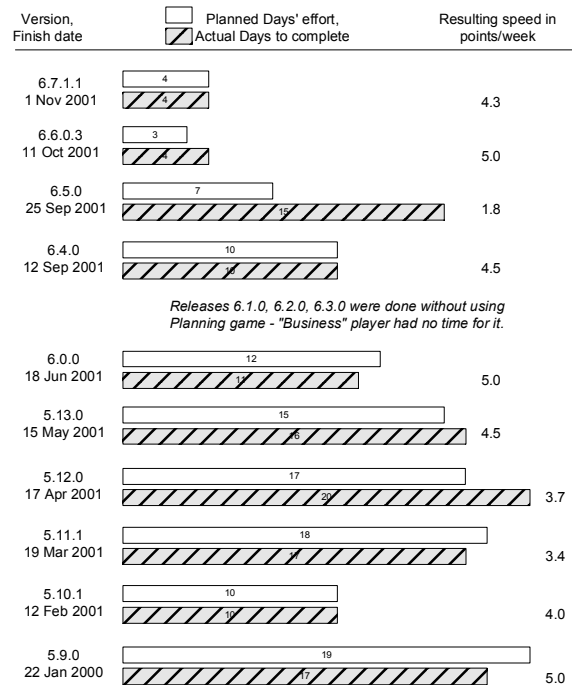 Version,
Finish date
Planned Days' effort,
Actual Days to complete
Resulting speed in
points/week
6.7.1.1
1 Nov 2001
4
4
4.3
6.6.0.3
11 Oct 2001
3
4
5.0
6.5.0
25 Sep 2001
7
15
1.8
6.4.0
12 Sep 2001
10
10
4.5
Releases 6.1.0, 6.2.0, 6.3.0 were done without using
Planning game - "Business" player had no time for it.
6.0.0
18 Jun 2001
12
11
5.0
5.13.0
15 May 2001
15
16
4.5
5.12.0
17 Apr 2001
17
20
3.7
5.11.1
19 Mar 2001
18
17
3.4
5.10.1
12 Feb 2001
10
10
4.0
5.9.0
22 Jan 2000
19
17
5.0